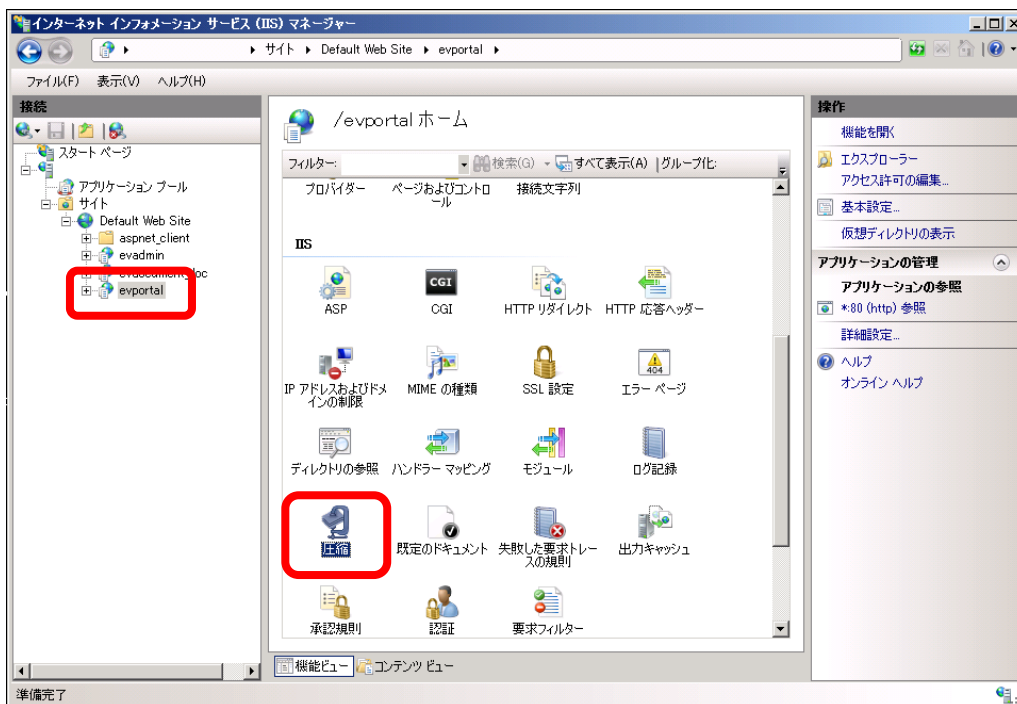 インターネット インフォメーション サービス (IIS) マネージャー
サイト Default Web Site evportal
ファイル(F) 表示(V) ヘルプ(H)
接続
スタート ページ
アプリケーション プール
サイト
Default Web Site
aspnet_client
evadmin
evportal
/evportal ホーム
フィルター: 検索(G) すべて表示(A) グループ化:
プロバイダー ページおよびコントロール 接続文字列
IIS
ASP CGI HTTP リダイレクト HTTP 応答ヘッダー
IP アドレスおよびドメインの制限 MIME の種類 SSL 設定 エラー ページ
ディレクトリの参照 ハンドラー マッピング モジュール ログ記録
圧縮 既定のドキュメント 失敗した要求トレースの規則 出力キャッシュ
承認規則 認証 要求フィルター
機能ビュー コンテンツ ビュー
操作
機能を開く
エクスプローラー
アクセス許可の編集...
基本設定...
仮想ディレクトリの表示
アプリケーションの管理
アプリケーションの参照
*:80 (http) 参照
詳細設定...
ヘルプ
オンライン ヘルプ
準備完了